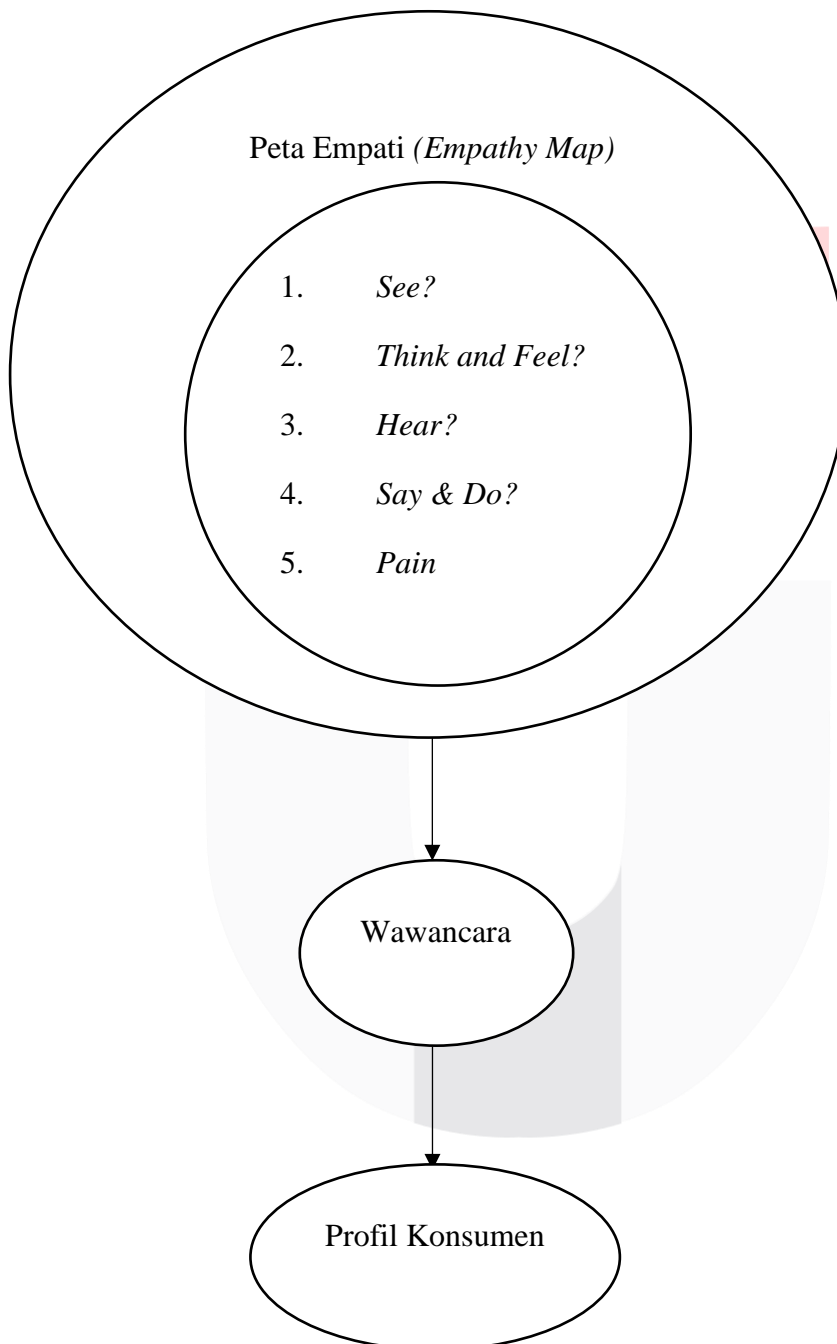 Peta Empati (Empathy Map)
1. See?
2. Think and Feel?
3. Hear?
4. Say & Do?
5. Pain
Wawancara
Profil Konsumen